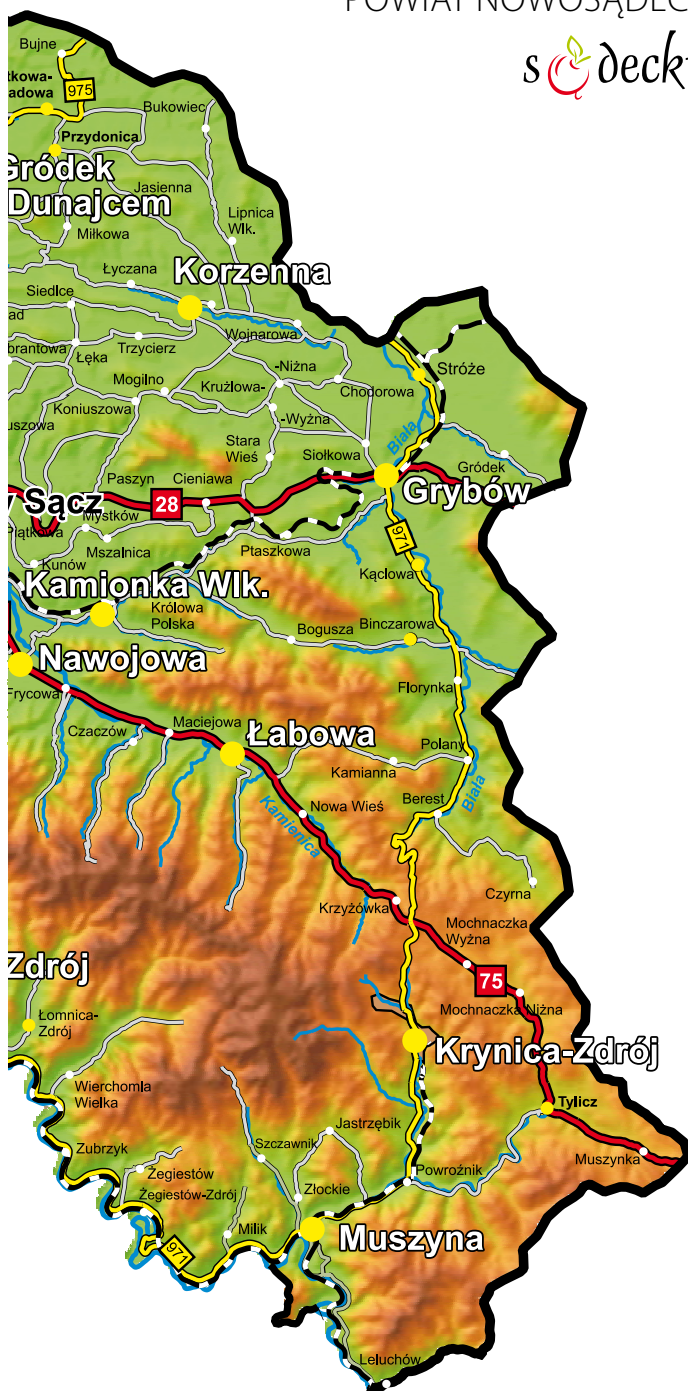 POWIAT NOWOSĄDEC
sądeck
Bujne
tkowa-
adowa
975
Bukowiec
Przydonica
Gródek
Dunajcem
Jasienna
Lipnica
Wlk.
Miłkowa
Łyczana
Korzenna
Siedlce
ad
Wojnarowa
brantowa
Łęka
Trzycierz
-Niżna
Stróże
Mogilno
Krużlowa-
Chodorowa
Koniuszowa
-Wyżna
uszowa
Stara
Wieś
Siołkowa
Biała
Gródek
Paszyn
Cieniawa
Grybów
y Sącz
28
Mystków
Piątkowa
Mszalnica
Ptaszkowa
971
Kunów
Kąclowa
Kamionka Wlk.
Królowa
Polska
Bogusza
Binczarowa
Nawojowa
Frycowa
Florynka
Czaczów
Maciejowa
Łabowa
Polany
Kamianna
Biała
Berest
Nowa Wieś
Kamienica
Czyrna
Krzyżówka
Mochnaczka
Wyżna
Zdrój
75
Mochnaczka Niżna
Łomnica-
Zdrój
Krynica-Zdrój
Wierchomla
Wielka
Tylicz
Jastrzębik
Szczawnik
Zubrzyk
Muszynka
Żegiestów
Powroźnik
Żegiestów-Zdrój
Złockie
Milik
Muszyna
971
Leluchów